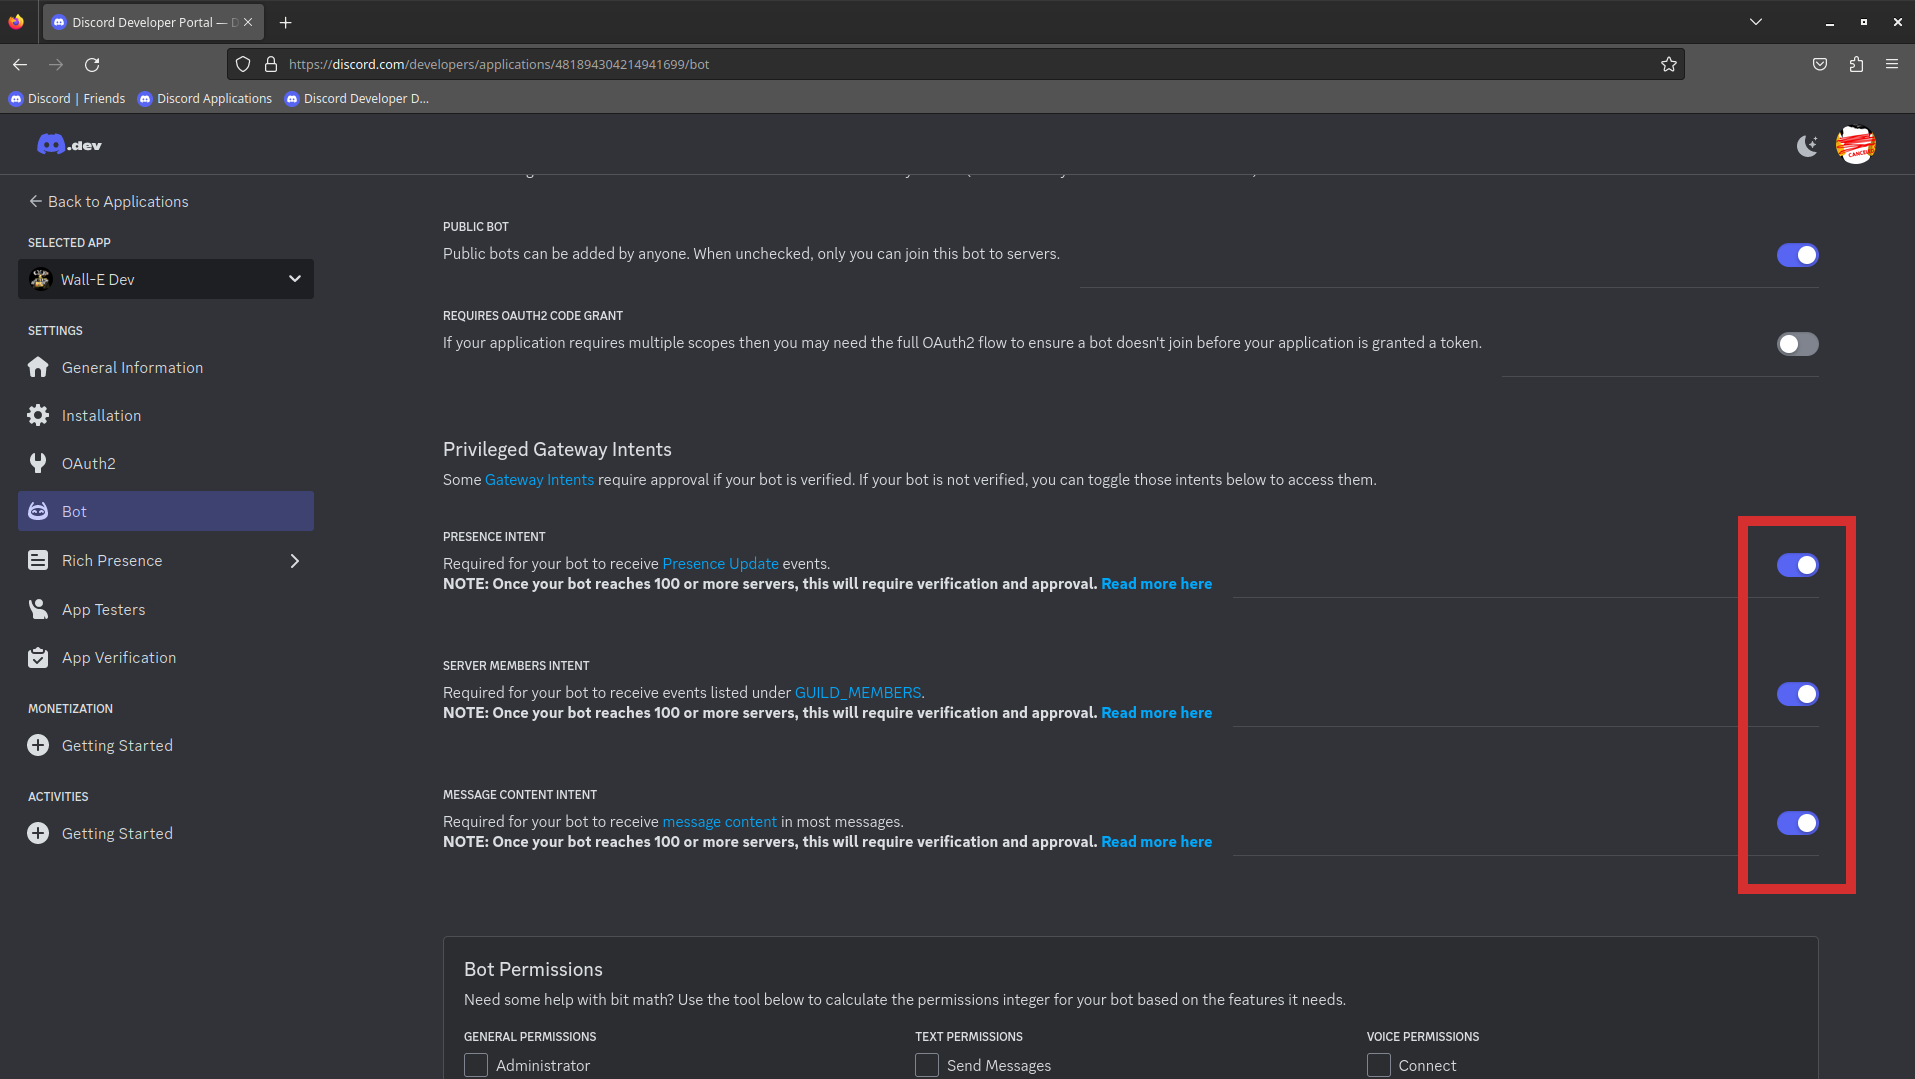 Discord Developer Portal — D
https://discord.com/developers/applications/481894304214941699/bot
Discord | Friends
Discord Applications
Discord Developer D...
.dev
CANCELED
Back to Applications
SELECTED APP
Wall-E Dev
SETTINGS
General Information
Installation
OAuth2
Bot
Rich Presence
App Testers
App Verification
MONETIZATION
Getting Started
ACTIVITIES
Getting Started
PUBLIC BOT
Public bots can be added by anyone. When unchecked, only you can join this bot to servers.
REQUIRES OAUTH2 CODE GRANT
If your application requires multiple scopes then you may need the full OAuth2 flow to ensure a bot doesn't join before your application is granted a token.
Privileged Gateway Intents
Some Gateway Intents require approval if your bot is verified. If your bot is not verified, you can toggle those intents below to access them.
PRESENCE INTENT
Required for your bot to receive Presence Update events.
NOTE: Once your bot reaches 100 or more servers, this will require verification and approval. Read more here
SERVER MEMBERS INTENT
Required for your bot to receive events listed under GUILD_MEMBERS.
NOTE: Once your bot reaches 100 or more servers, this will require verification and approval. Read more here
MESSAGE CONTENT INTENT
Required for your bot to receive message content in most messages.
NOTE: Once your bot reaches 100 or more servers, this will require verification and approval. Read more here
Bot Permissions
Need some help with bit math? Use the tool below to calculate the permissions integer for your bot based on the features it needs.
GENERAL PERMISSIONS
Administrator
TEXT PERMISSIONS
Send Messages
VOICE PERMISSIONS
Connect